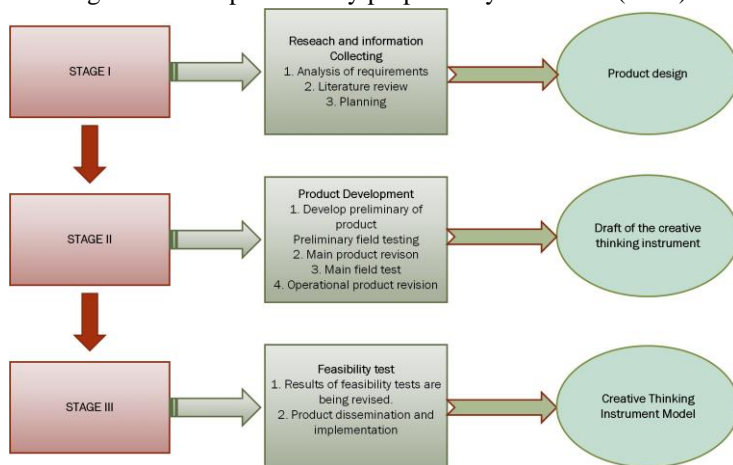 STAGE I
Reseach and information
Collecting
1. Analysis of requirements
2. Literature review
3. Planning
Product design
STAGE II
Product Development
1. Develop preliminary of
product
Preliminary field testing
2. Main product revison
3. Main field test
4. Operational product revision
Draft of the creative
thinking instrument
STAGE III
Feasibility test
1. Results of feasibility tests are
being revised.
2. Product dissemination and
implementation
Creative Thinking
Instrument Model